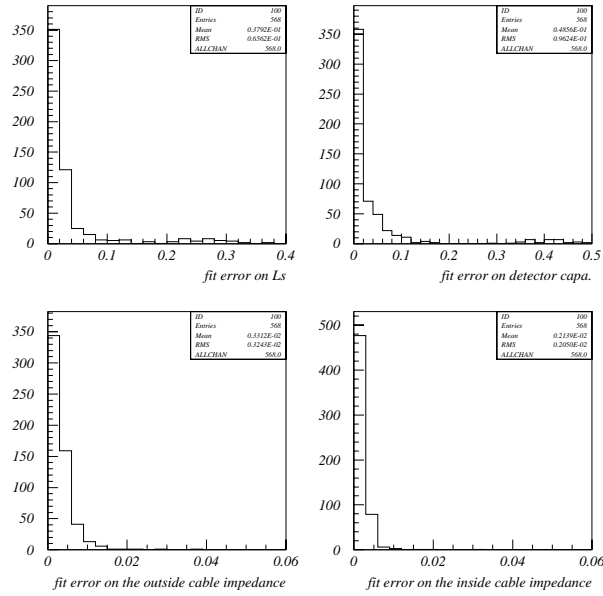 ID 100
Entries 568
Mean 0.3792E-01
RMS 0.6562E-01
ALLCHAN 568.0
350
300
250
200
150
100
50
0
0 0.1 0.2 0.3 0.4
fit error on Ls
ID 100
Entries 568
Mean 0.4856E-01
RMS 0.9624E-01
ALLCHAN 568.0
350
300
250
200
150
100
50
0
0 0.1 0.2 0.3 0.4 0.5
fit error on detector capa.
ID 100
Entries 568
Mean 0.3312E-02
RMS 0.3243E-02
ALLCHAN 568.0
350
300
250
200
150
100
50
0
0 0.02 0.04 0.06
fit error on the outside cable impedance
ID 100
Entries 568
Mean 0.2139E-02
RMS 0.2050E-02
ALLCHAN 568.0
500
400
300
200
100
0
0 0.02 0.04 0.06
fit error on the inside cable impedance